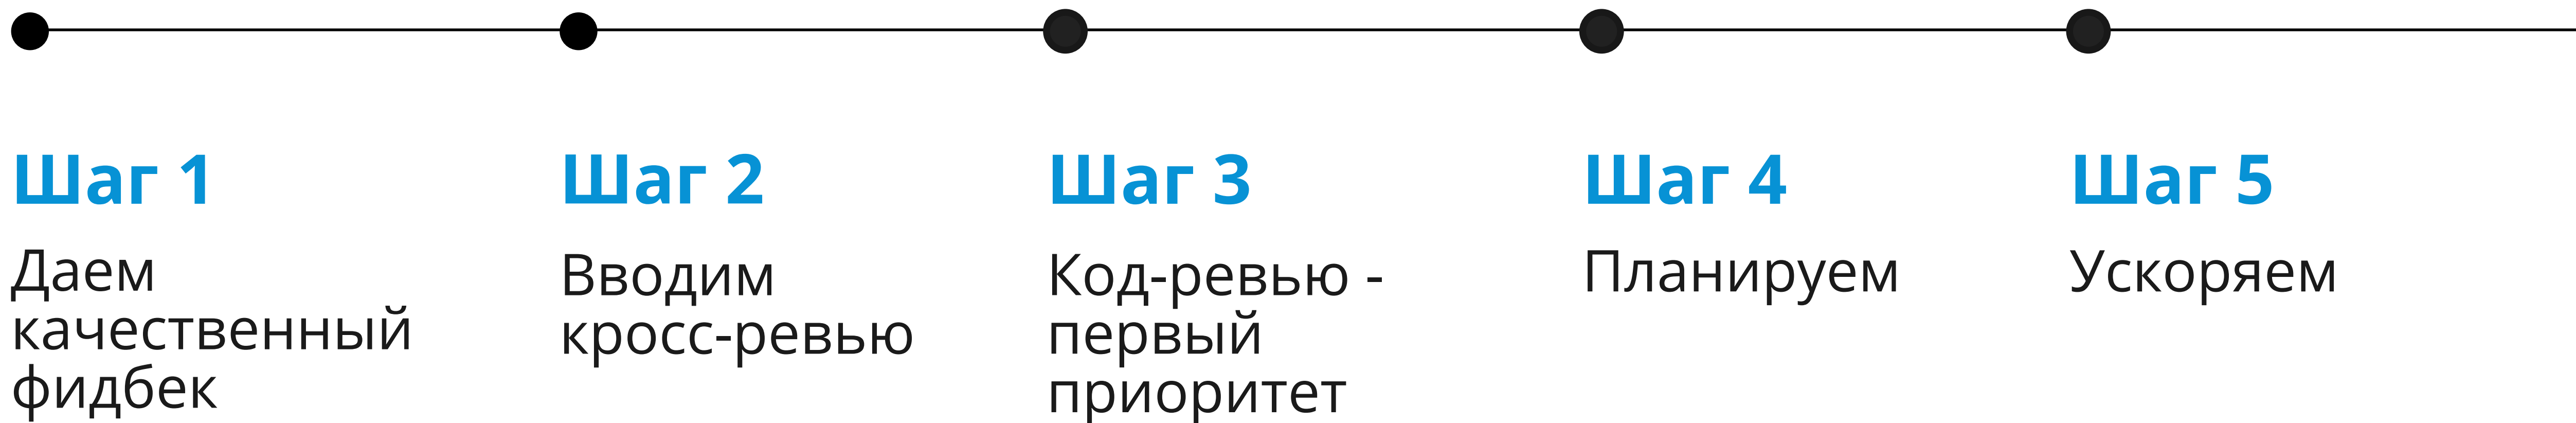 Шаг 1
Даем
качественный
фидбек
Шаг 2
Вводим
кросс-ревью
Шаг 3
Код-ревью -
первый
приоритет
Шаг 4
Планируем
Шаг 5
Ускоряем